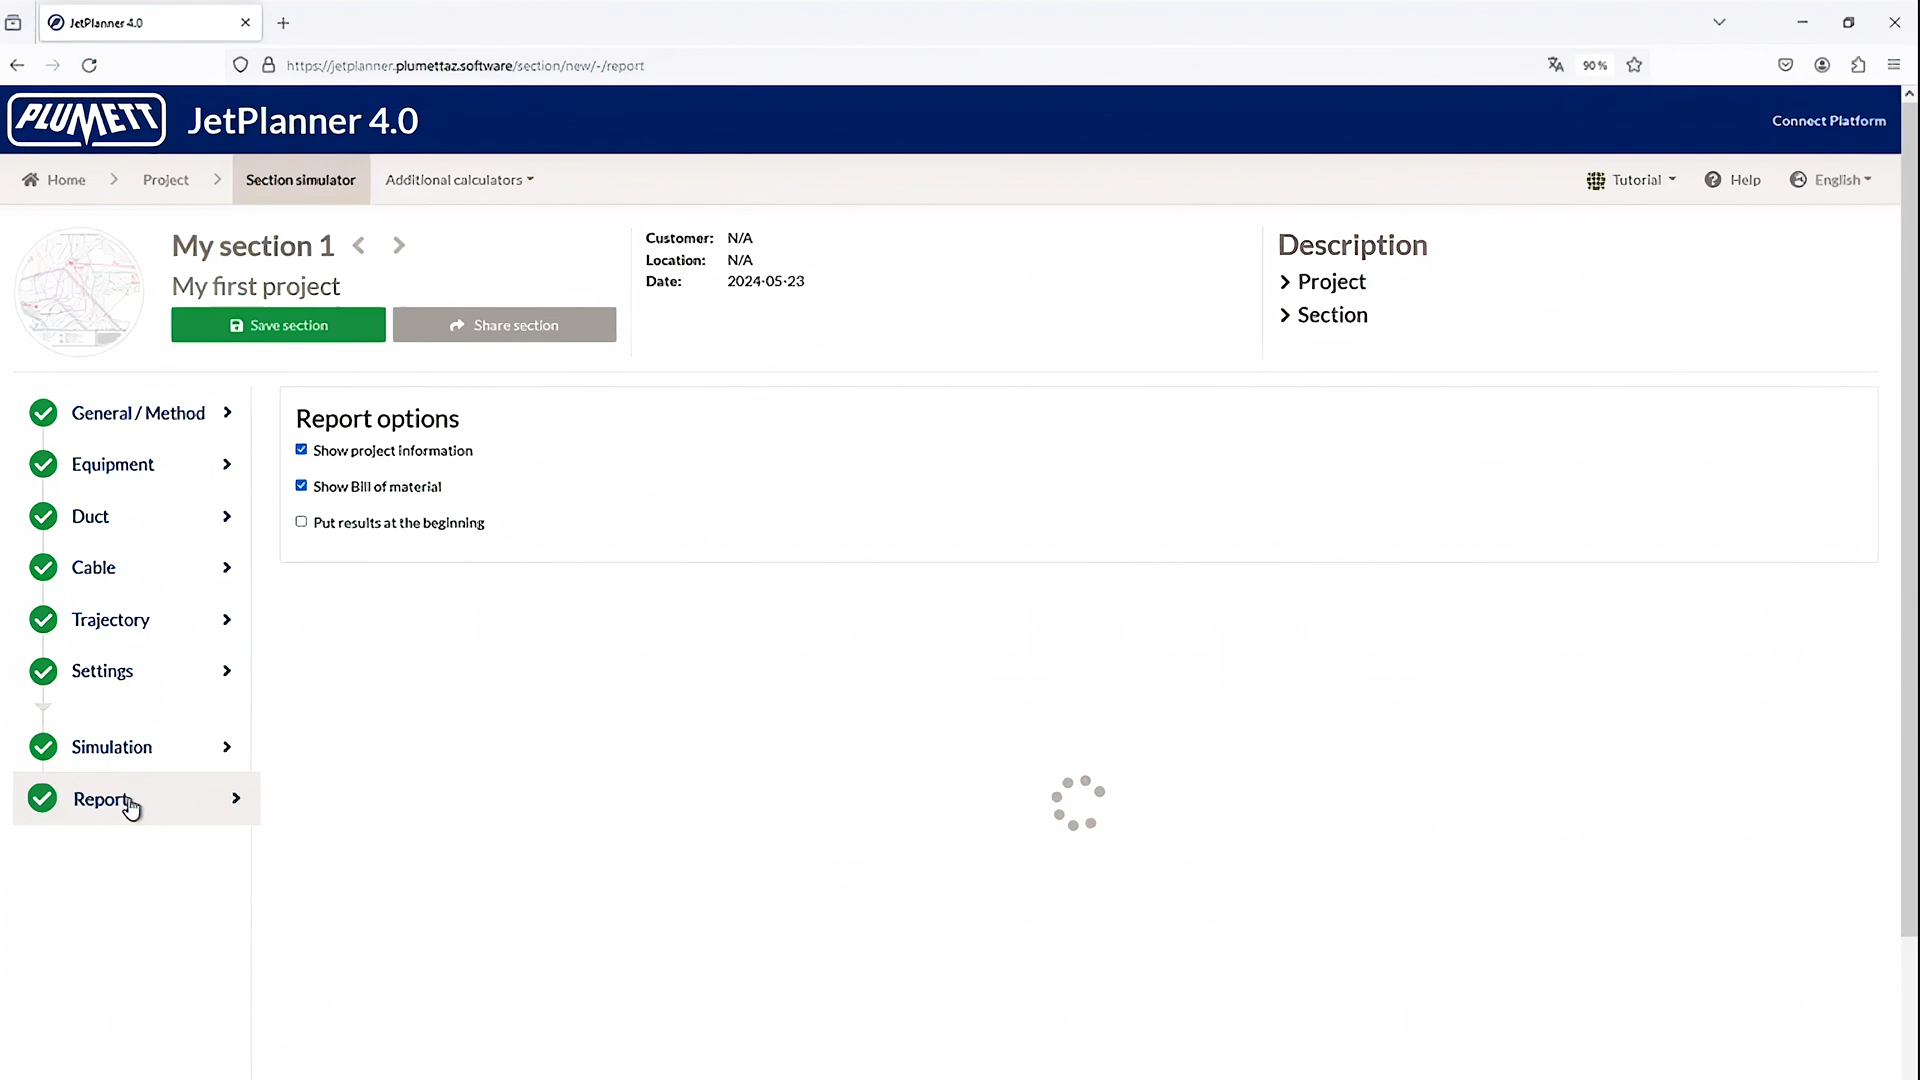 JetPlanner 4.0
https://jetplanner.plumettaz.software/section/new/-/report
90%
PLUMETT
JetPlanner 4.0
Connect Platform
Home
Project
Section simulator
Additional calculators
Tutorial
Help
English
My section 1
My first project
Save section
Share section
Customer: N/A
Location: N/A
Date: 2024-05-23
Description
Project
Section
General / Method
Equipment
Duct
Cable
Trajectory
Settings
Simulation
Report
Report options
Show project information
Show Bill of material
Put results at the beginning